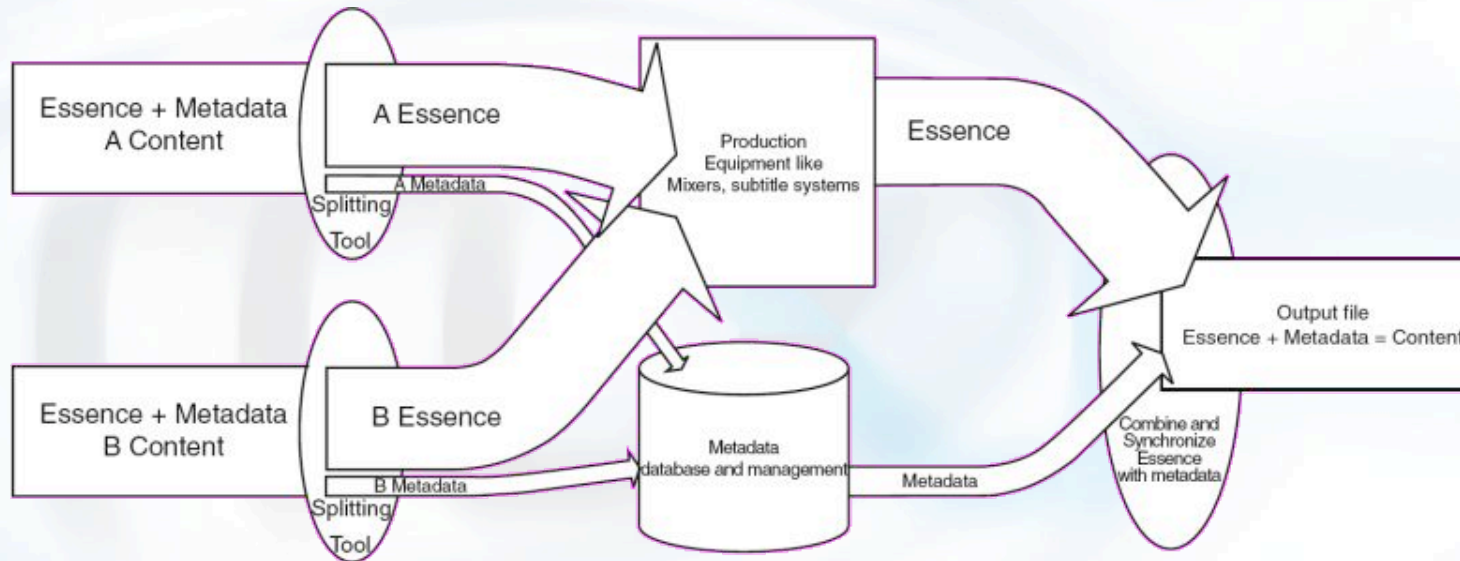 Essence + Metadata
A Content
Splitting
Tool
A Essence
A Metadata
Production
Equipment like
Mixers, subtitle systems
Essence
Essence + Metadata
B Content
Splitting
Tool
B Essence
B Metadata
Metadata
database and management
Metadata
Output file
Essence + Metadata = Content
Combine and
Synchronize
Essence
with metadata